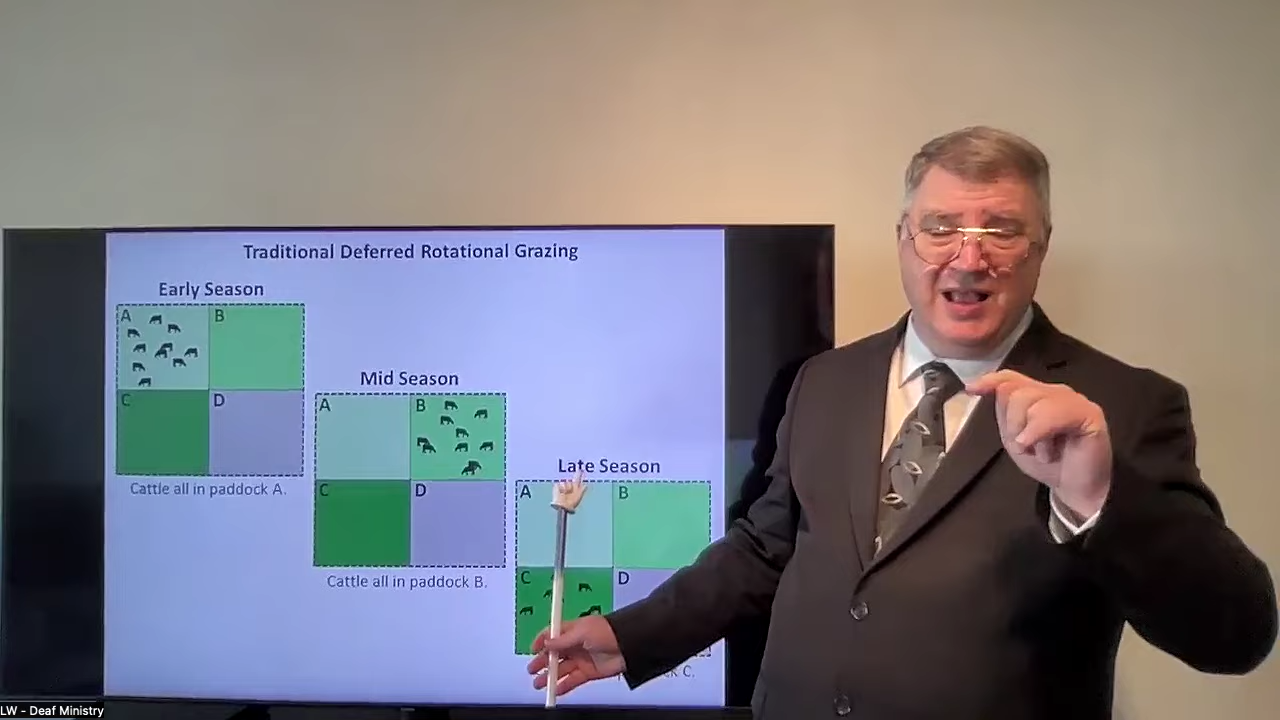 Traditional Deferred Rotational Grazing
Early Season
A B
C D
Cattle all in paddock A.
Mid Season
A B
C D
Cattle all in paddock B.
Late Season
A B
C D
C.
LW - Deaf Ministry